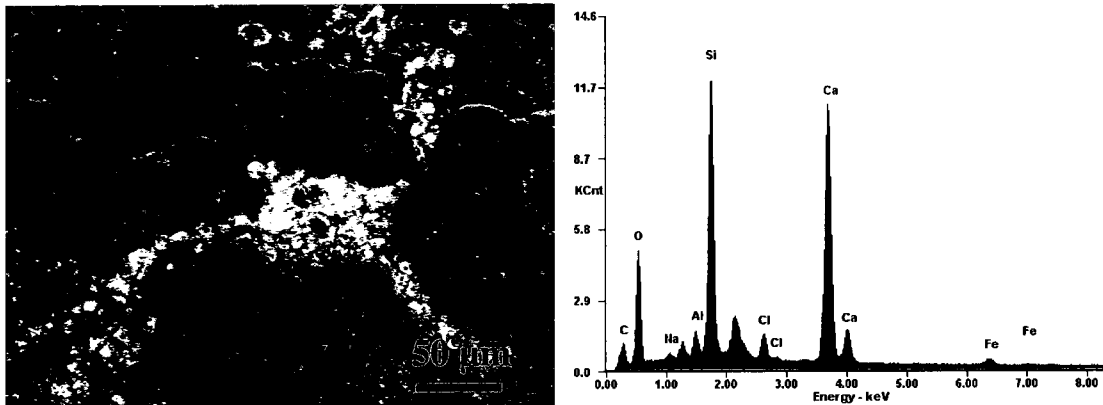 50 µm
14.6
11.7
8.7
KCnt
5.8
2.9
0.0
C
O
Na
Al
Si
Cl
Cl
Ca
Ca
Fe
Fe
0.00
1.00
2.00
3.00
4.00
5.00
6.00
7.00
8.00
Energy - keV